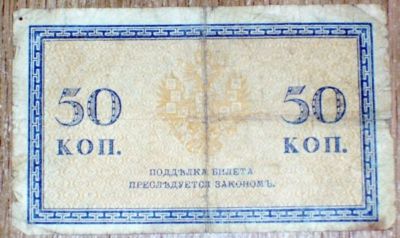 50 50
КОП. КОП.
ПОДДѢЛКА БИЛЕТА
ПРЕСЛѢДУЕТСЯ ЗАКОНОМЪ.